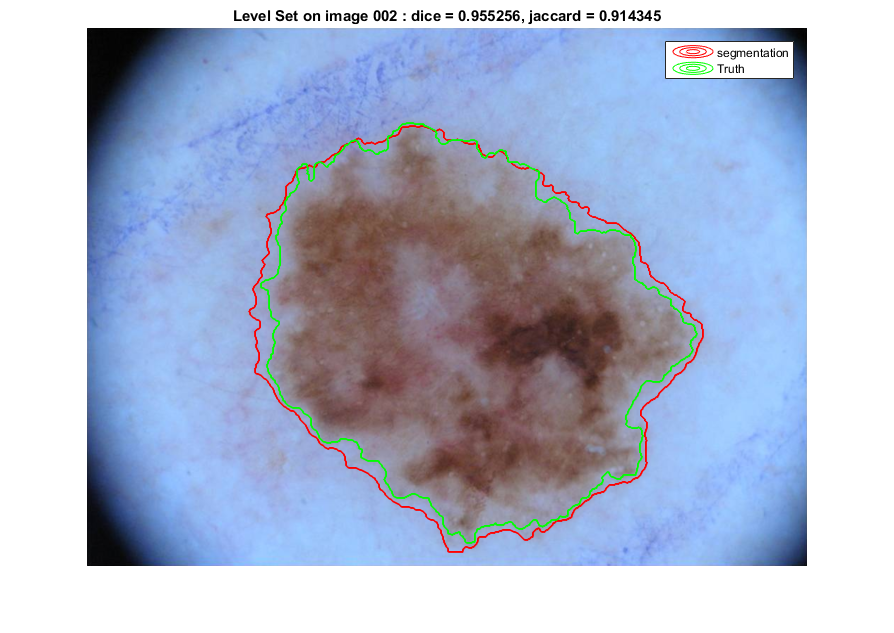 Level Set on image 002 : dice = 0.955256, jaccard = 0.914345
segmentation
Truth